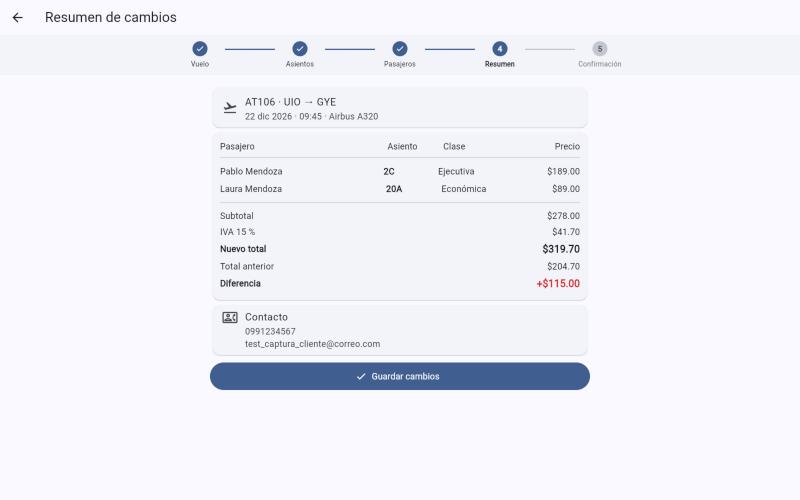 Resumen de cambios
4 5
Vuelo Asientos Pasajeros Resumen Confirmación
AT106 · UIO → GYE
22 dic 2026 · 09:45 · Airbus A320
Pasajero Asiento Clase Precio
Pablo Mendoza 2C Ejecutiva $189.00
Laura Mendoza 20A Económica $89.00
Subtotal $278.00
IVA 15 % $41.70
Nuevo total $319.70
Total anterior $204.70
Diferencia +$115.00
Contacto
0991234567
test_captura_cliente@correo.com
Guardar cambios